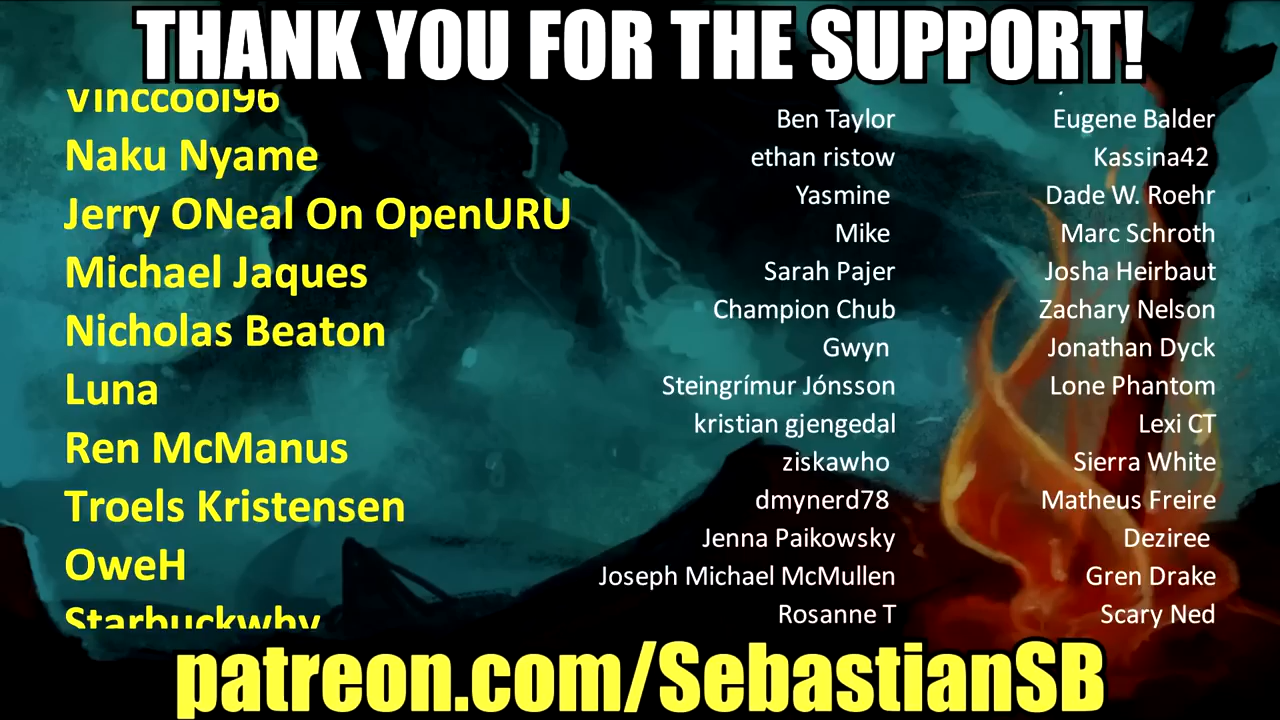 THANK YOU FOR THE SUPPORT!
Vinccool96
Naku Nyame
Jerry ONeal On OpenURU
Michael Jaques
Nicholas Beaton
Luna
Ren McManus
Troels Kristensen
OweH
Starbuckwhy
Ben Taylor
ethan ristow
Yasmine
Mike
Sarah Pajer
Champion Chub
Gwyn
Steingrímur Jónsson
kristian gjengedal
ziskawho
dmynerd78
Jenna Paikowsky
Joseph Michael McMullen
Rosanne T
Eugene Balder
Kassina42
Dade W. Roehr
Marc Schroth
Josha Heirbaut
Zachary Nelson
Jonathan Dyck
Lone Phantom
Lexi CT
Sierra White
Matheus Freire
Deziree
Gren Drake
Scary Ned
patreon.com/SebastianSB